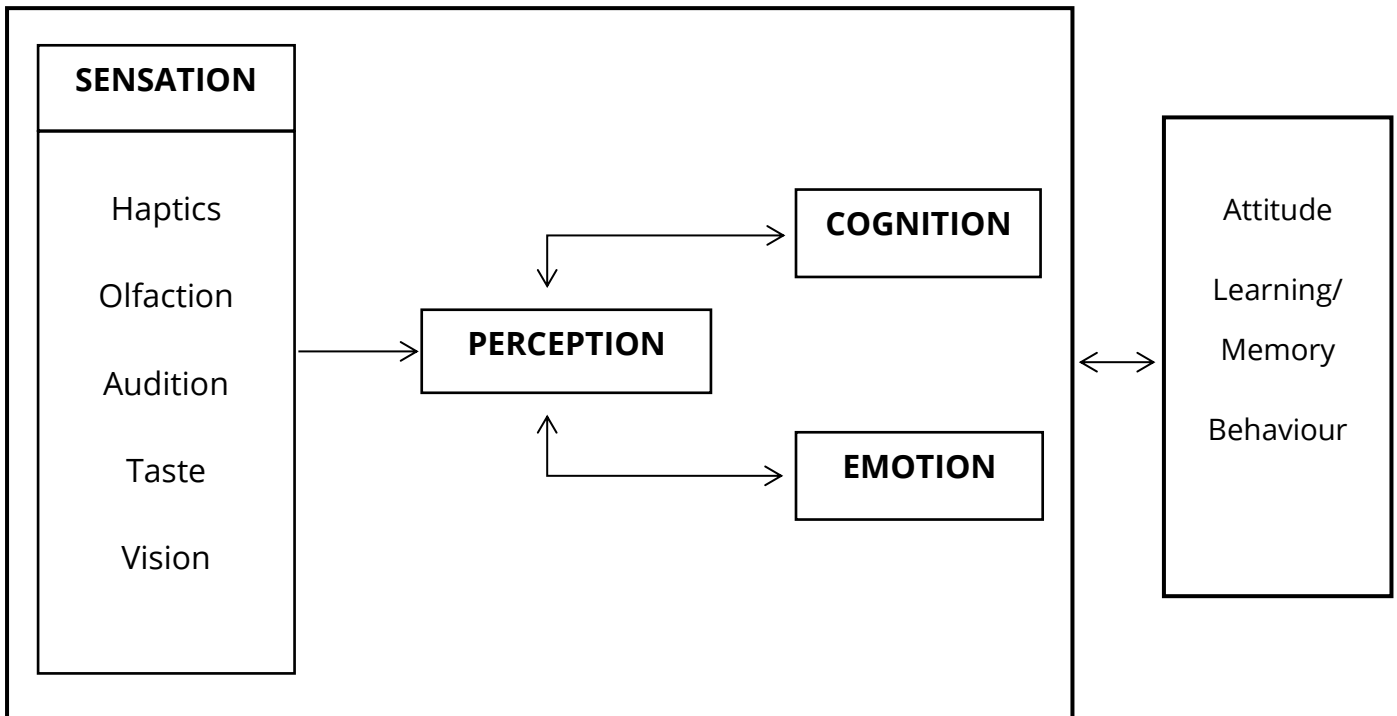 SENSATION
Haptics
Olfaction
Audition
Taste
Vision
PERCEPTION
COGNITION
EMOTION
Attitude
Learning/
Memory
Behaviour